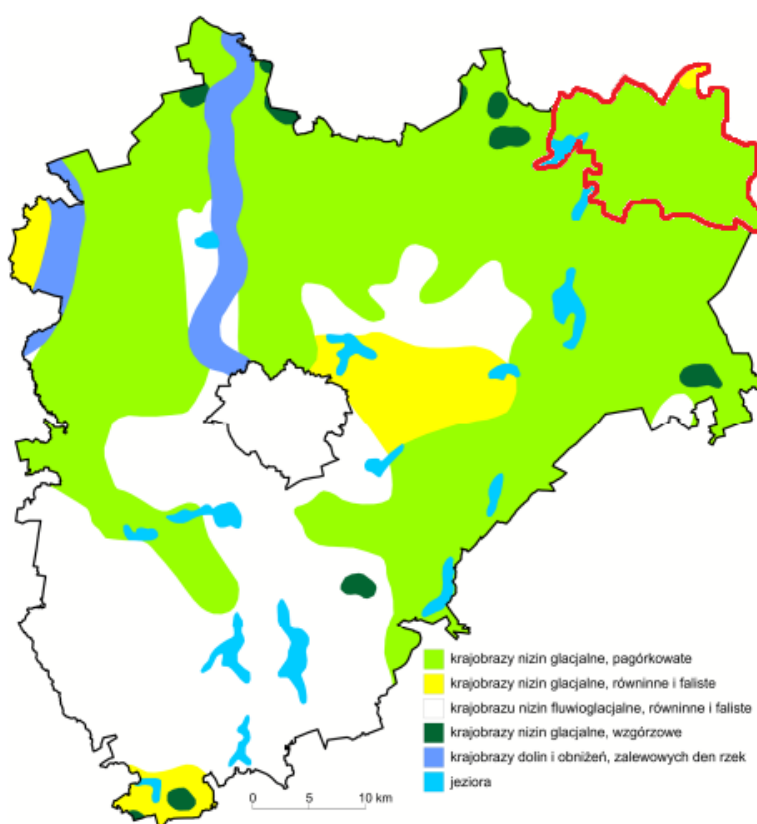 krajobrazy nizin glacjalne, pagórkowate
krajobrazy nizin glacjalne, równinne i faliste
krajobrazu nizin fluwioglacjalne, równinne i faliste
krajobrazy nizin glacjalne, wzgórzowe
krajobrazy dolin i obniżeń, zalewowych den rzek
jeziora
0 5 10 km